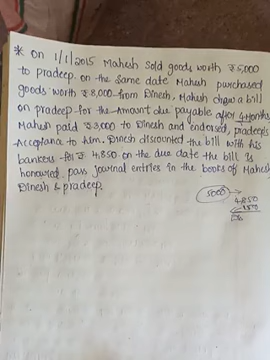 * On 1/1/2015 Mahesh Sold goods worth ₹5,000
to pradeep. on the same date Mahesh purchased
goods worth ₹8,000 from Dinesh, Mahesh drew a bill
on pradeep for the Amount due payable after 4 Months
Mahesh paid ₹3,000 to Dinesh and endorsed, pradeep's
Acceptance to him. Dinesh discounted the bill with his
bankers for ₹ 4,850 on the due date the bill is
honoured. pass journal entries in the books of Mahesh
Dinesh & pradeep.
5000
4,850